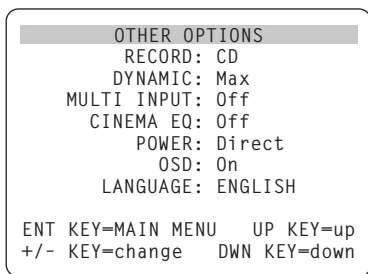 OTHER OPTIONS
RECORD: CD
DYNAMIC: Max
MULTI INPUT: Off
CINEMA EQ: Off
POWER: Direct
OSD: On
LANGUAGE: ENGLISH
ENT KEY=MAIN MENU UP KEY=up
+/- KEY=change DWN KEY=down